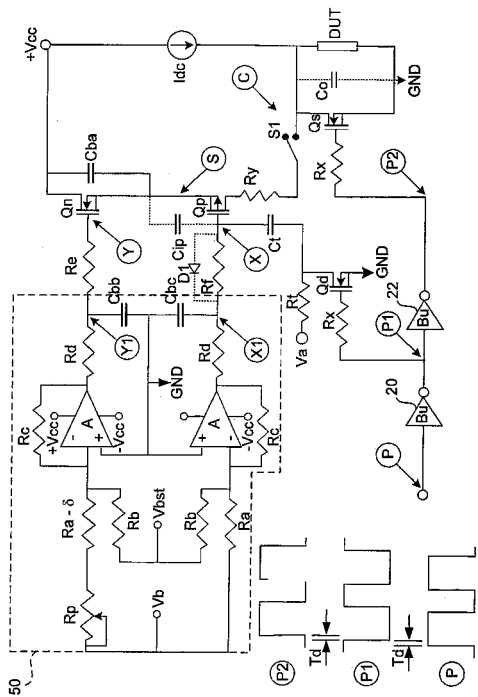 50
Rp
Ra - δ
Rc
+Vcc
-
A
+
-Vcc
Rd
Y1
Re
Y
Qn
+Vcc
Vb
Rb
Vbst
Rb
Ra
GND
Cbb
Cbc
Cba
S
Idc
+Vcc
+
A
-
-Vcc
Rc
Rd
X1
D1
Rf
X
Cip
Qp
Ry
S1
C
Ct
Va
Rt
Qd
Rx
GND
Rx
Qs
Co
DUT
GND
P
20
Bu
P1
22
Bu
P2
P2
Td
P1
Td
P